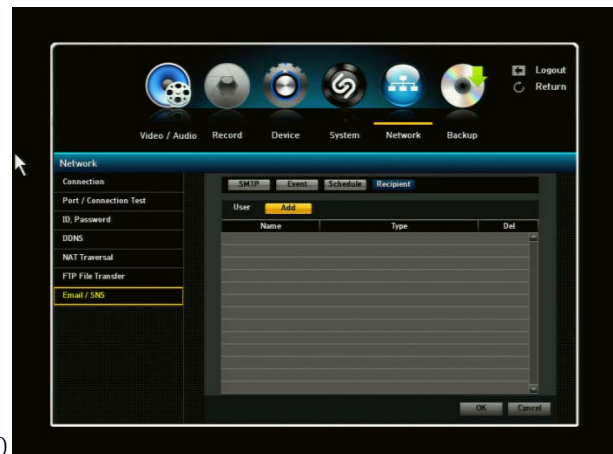 Logout
Return
Video / Audio Record Device System Network Backup
Network
Connection
Port / Connection Test
ID, Password
DDNS
NAT Traversal
FTP File Transfer
Email / SNS
SMTP Event Schedule Recipient
User Add
Name Type Del
OK Cancel
)